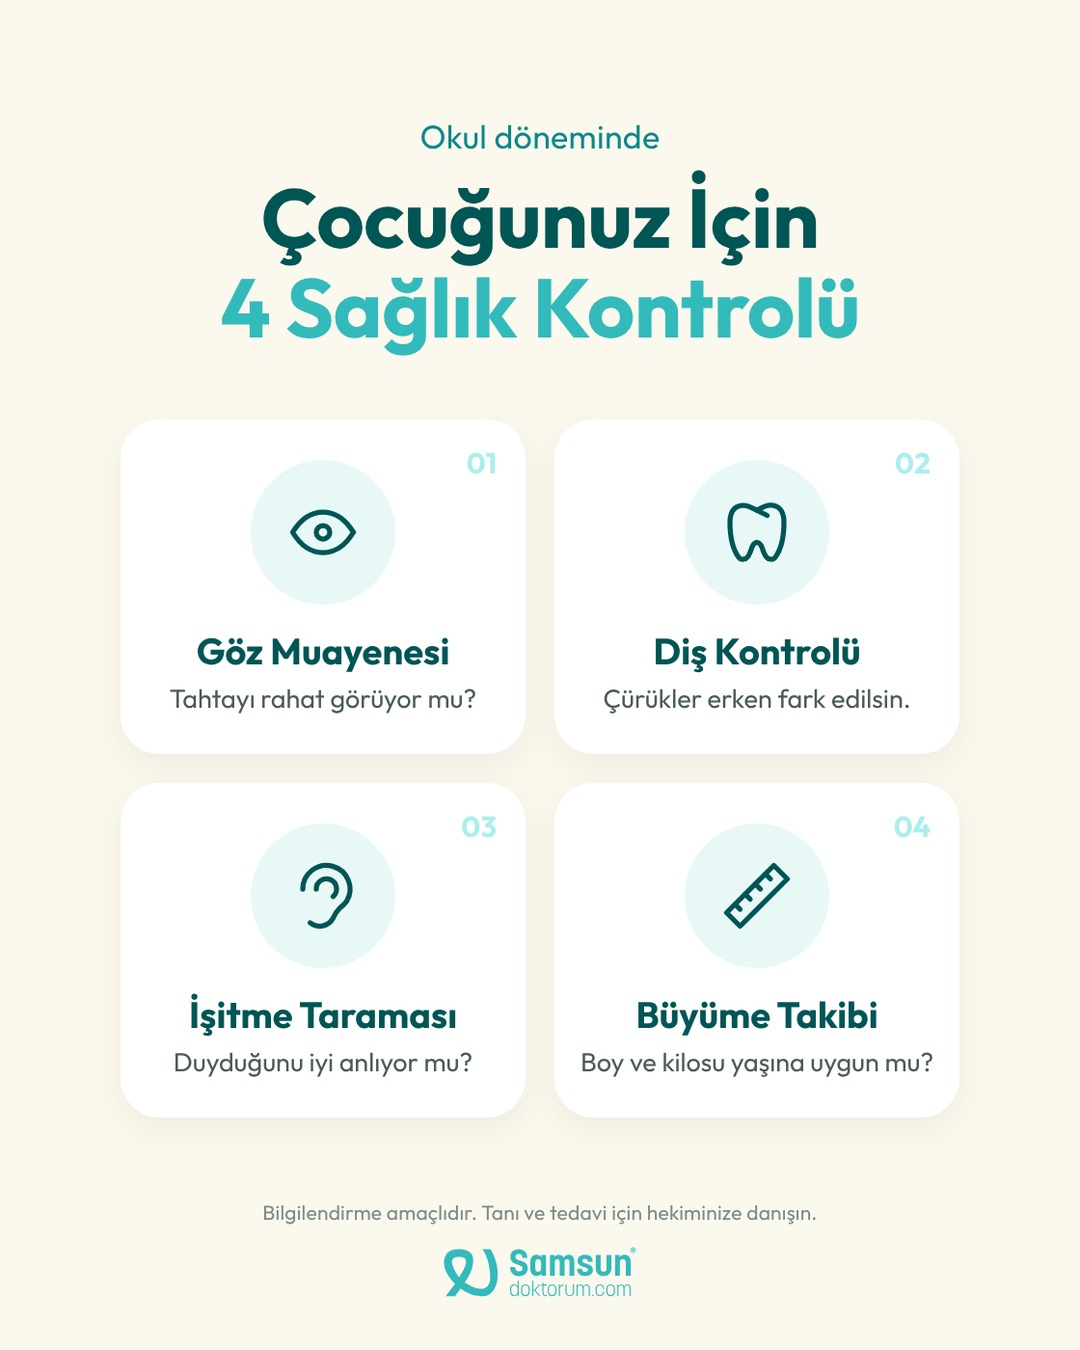 Okul döneminde
Çocuğunuz İçin
4 Sağlık Kontrolü
01
Göz Muayenesi
Tahtayı rahat görüyor mu?
02
Diş Kontrolü
Çürükler erken fark edilsin.
03
İşitme Taraması
Duyduğunu iyi anlıyor mu?
04
Büyüme Takibi
Boy ve kilosu yaşına uygun mu?
Bilgilendirme amaçlıdır. Tanı ve tedavi için hekiminize danışın.
Samsun®
doktorum.com